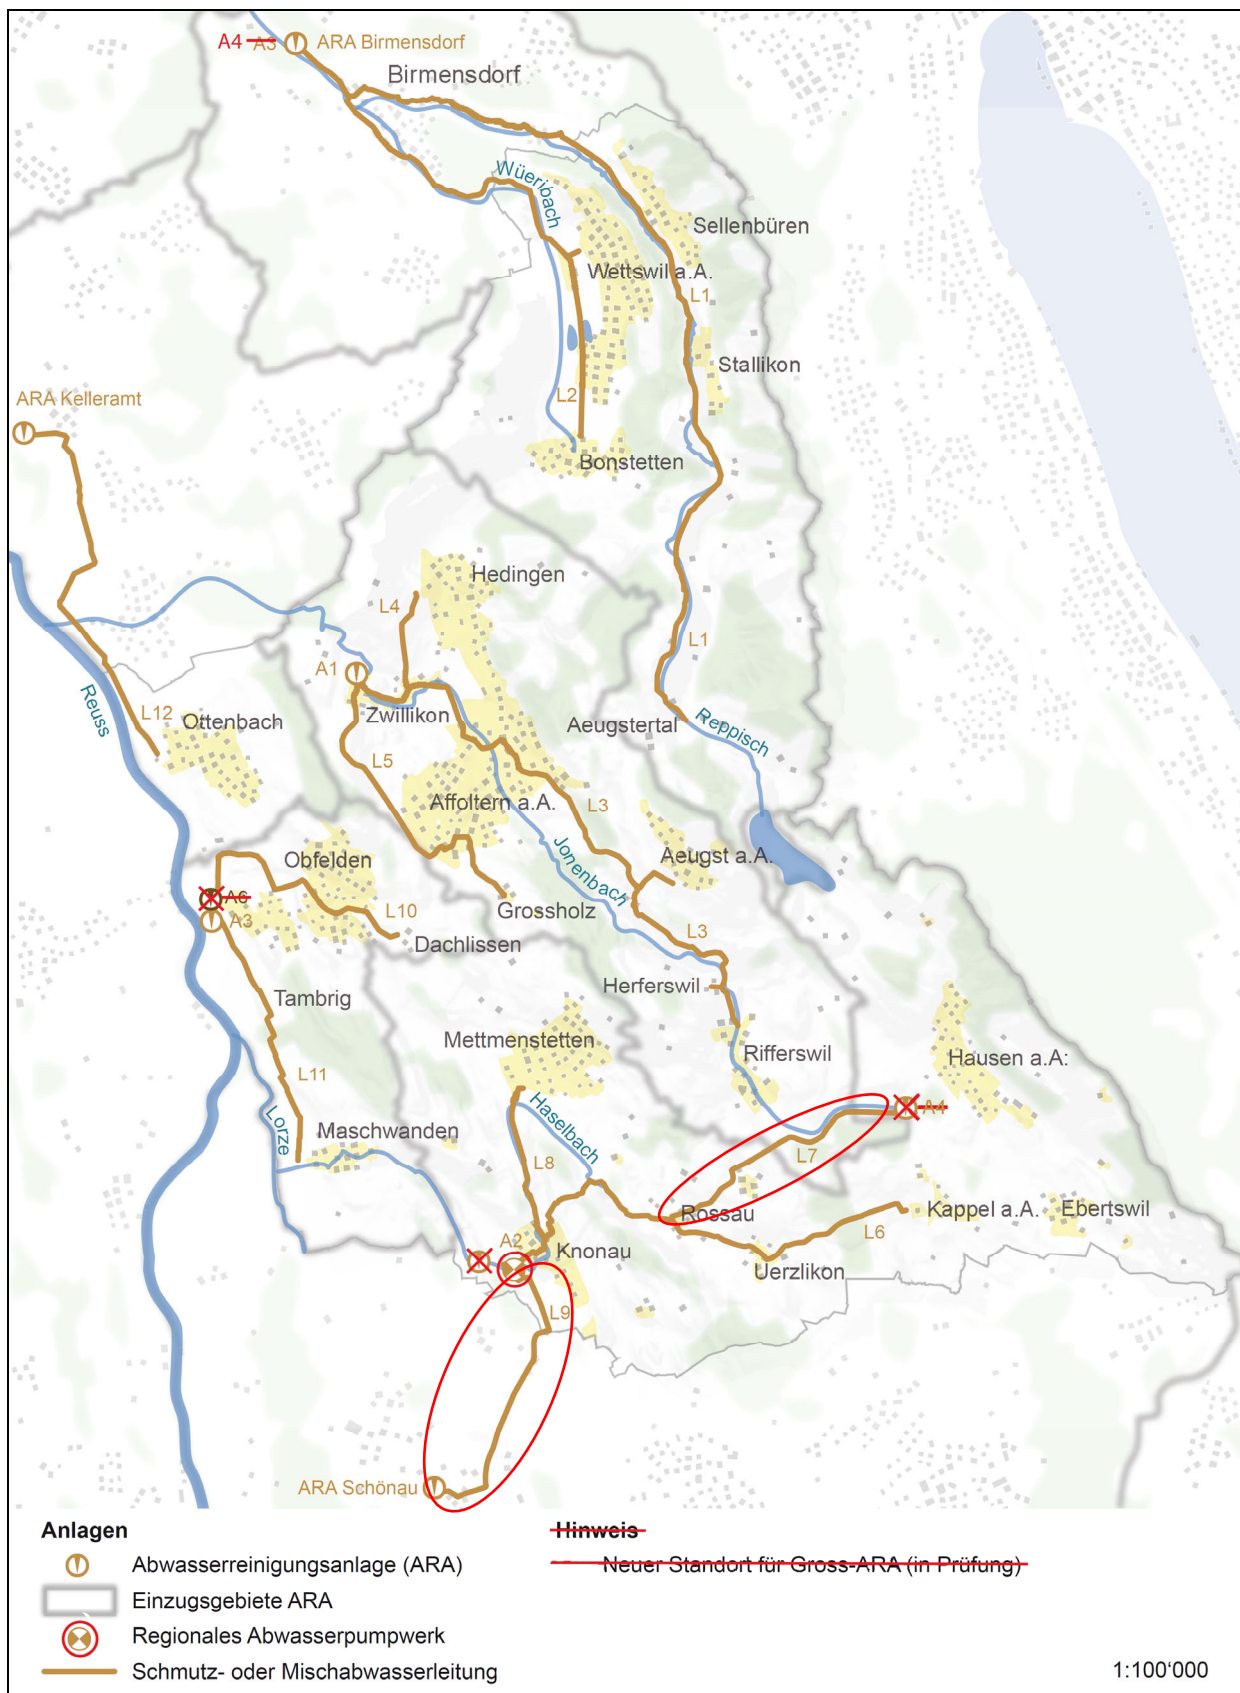 A4 A3 ARA Birmensdorf
Birmensdorf
Wüeribach
Sellenbüren
Wettswil a.A.
L1
Stallikon
L2
ARA Kelleramt
Bonstetten
Hedingen
L4
L1
A1
Reuss
L12
Ottenbach
Zwillikon
Aeugstertal
Reppisch
L5
Affoltern a.A.
L3
Jonenbach
Aeugst a.A.
Obfelden
A6
A3
L10
Grossholz
Dachlissen
L3
Herferswil
Tambrig
Mettmenstetten
Rifferswil
Hausen a.A:
L11
Lorze
Haselbach
A4
Maschwanden
L8
L7
Rossau
Kappel a.A.
Ebertswil
L6
A2
Knonau
Uerzlikon
L9
ARA Schönau
Anlagen
Abwasserreinigungsanlage (ARA)
Einzugsgebiete ARA
Regionales Abwasserpumpwerk
Schmutz- oder Mischabwasserleitung
Hinweis
Neuer Standort für Gross-ARA (in Prüfung)
1:100'000